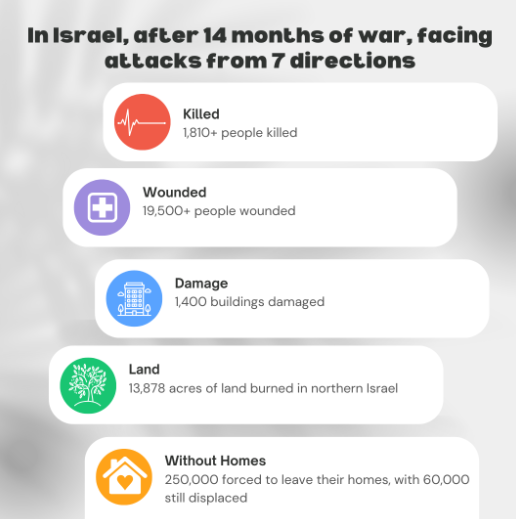 In Israel, after 14 months of war, facing
attacks from 7 directions
Killed
1,810+ people killed
Wounded
19,500+ people wounded
Damage
1,400 buildings damaged
Land
13,878 acres of land burned in northern Israel
Without Homes
250,000 forced to leave their homes, with 60,000
still displaced